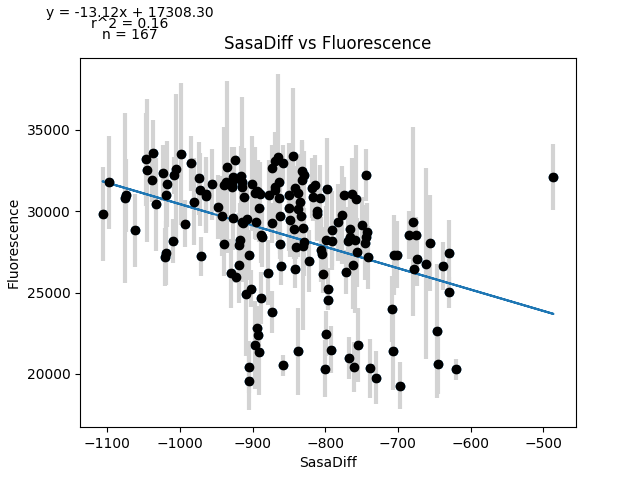 y = -13.12x + 17308.30
r^2 = 0.16
n = 167
SasaDiff vs Fluorescence
Fluorescence
35000
30000
25000
20000
−1100 −1000 −900 −800 −700 −600 −500
SasaDiff